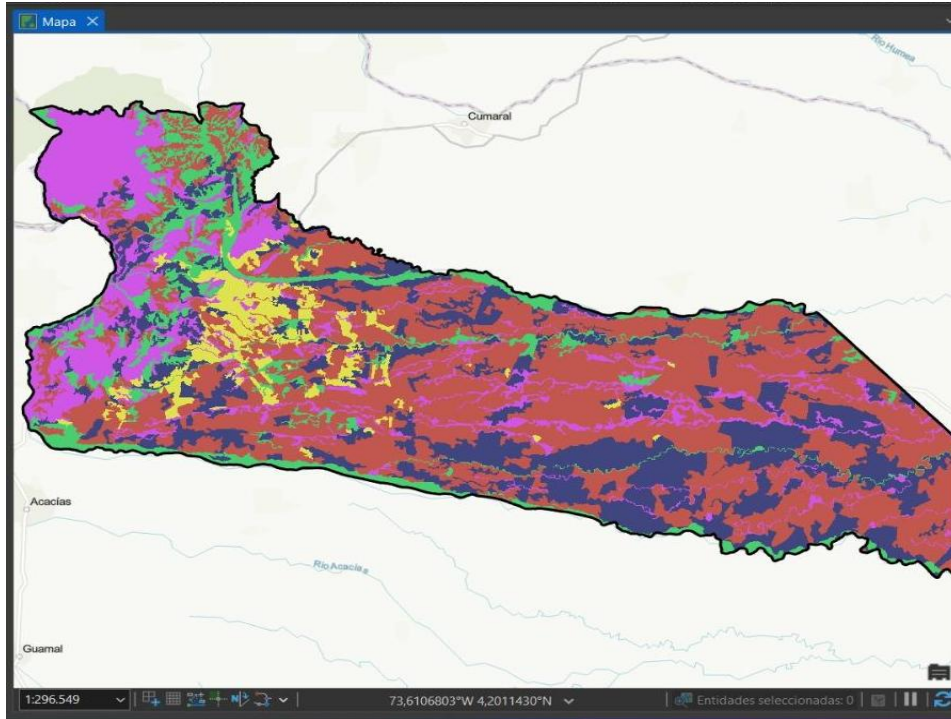 Mapa
Río Humea
Cumaral
Acacías
Río Acacías
Guamal
1:296.549
73,6106803°W 4,2011430°N
Entidades seleccionadas: 0